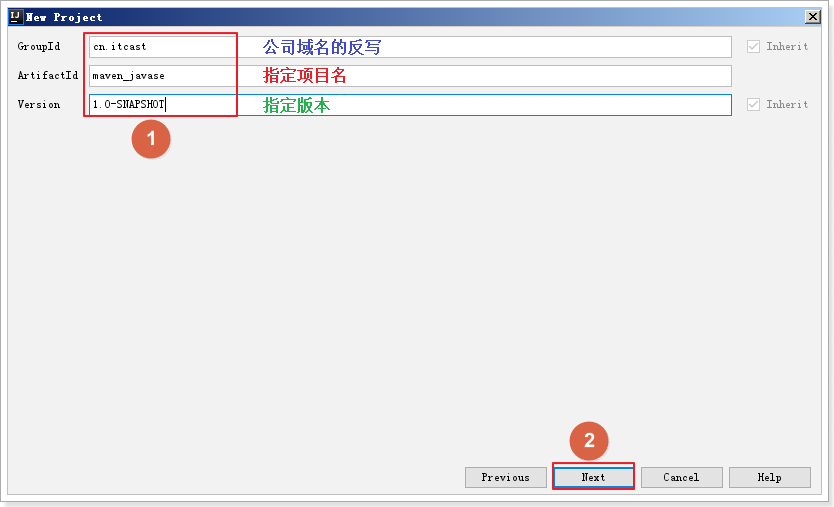 IJ New Project
GroupId cn.itcast 公司域名的反写 Inherit
ArtifactId maven_javase 指定项目名
Version 1.0-SNAPSHOT 指定版本 Inherit
1
2
Previous Next Cancel Help